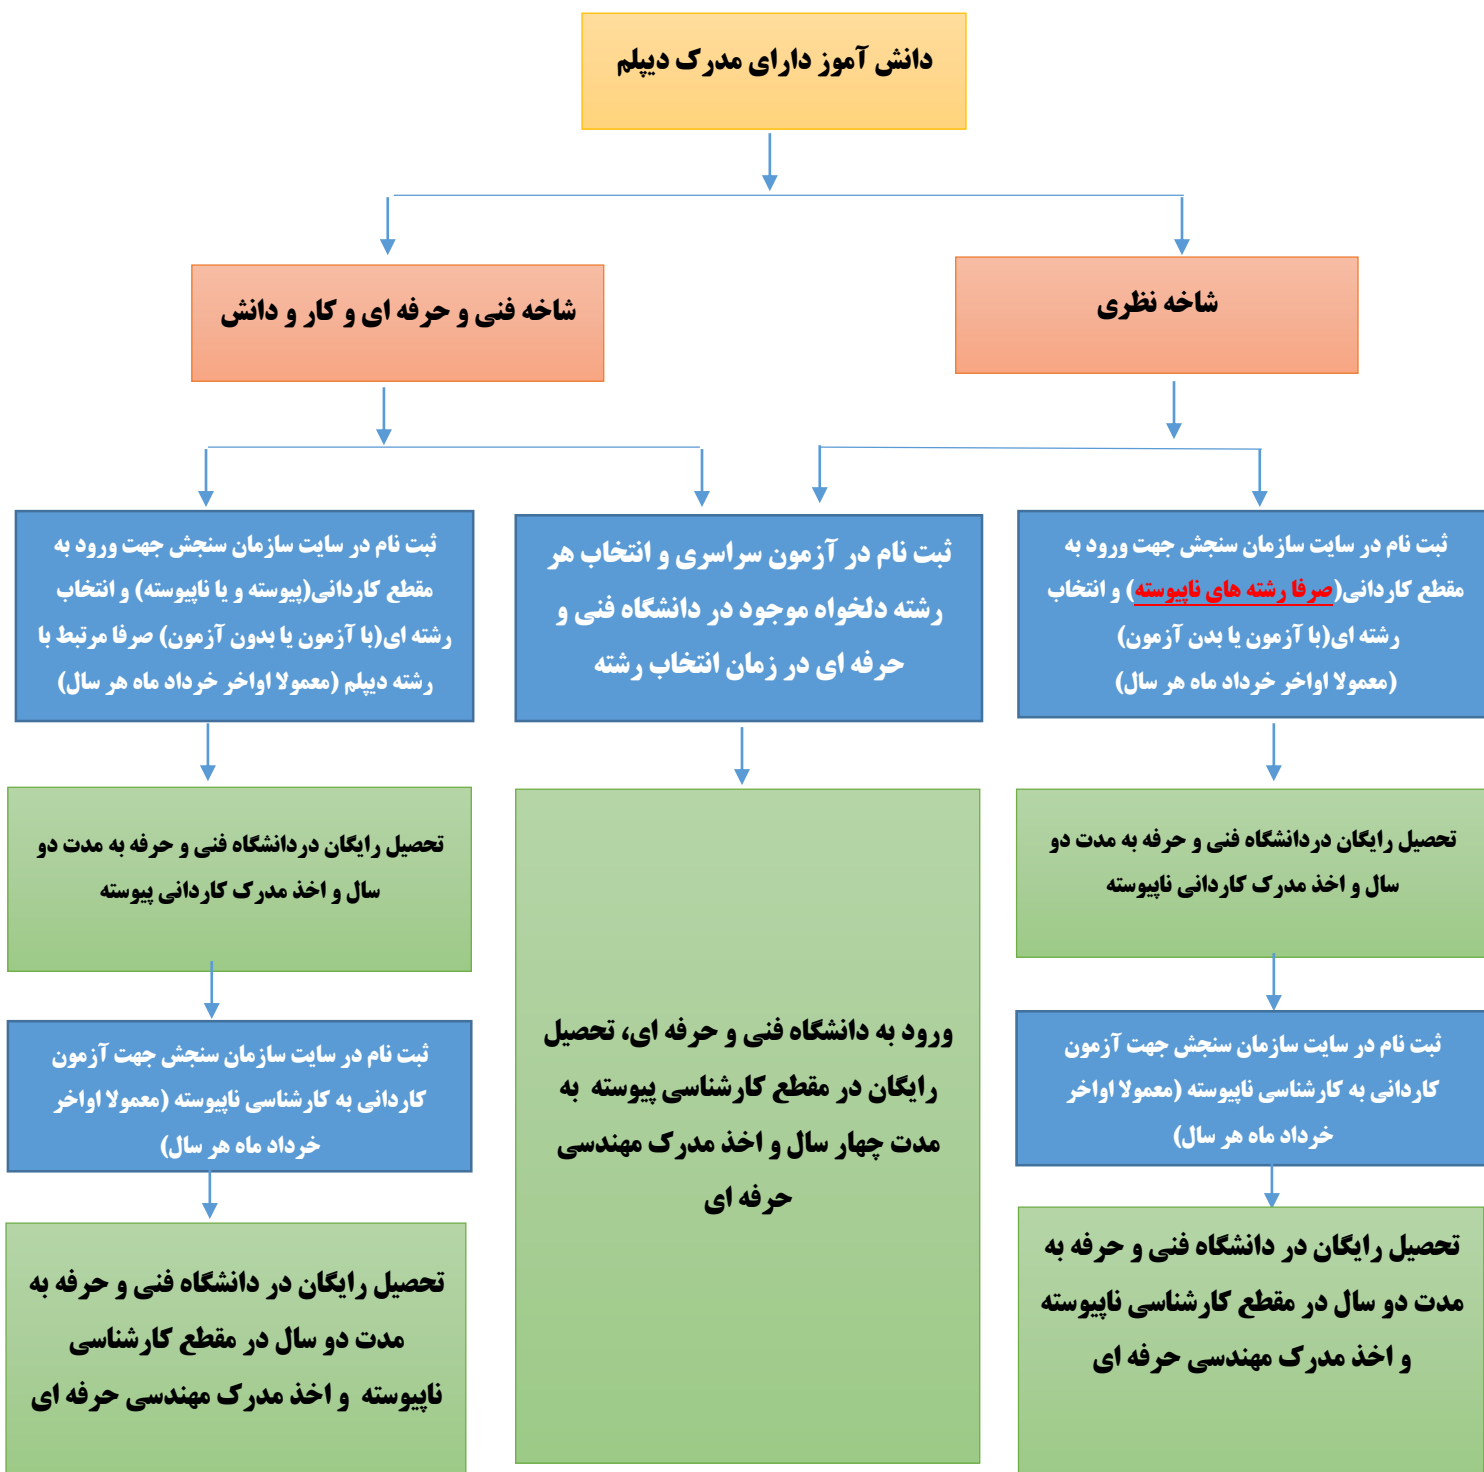 دانش آموز دارای مدرک دیپلم
شاخه نظری
شاخه فنی و حرفه ای و کار و دانش
ثبت نام در سایت سازمان سنجش جهت ورود به
مقطع کاردانی(صرفا رشته های ناپیوسته) و انتخاب
رشته ای(با آزمون یا بدن آزمون)
(معمولا اواخر خرداد ماه هر سال)
ثبت نام در آزمون سراسری و انتخاب هر
رشته دلخواه موجود در دانشگاه فنی و
حرفه ای در زمان انتخاب رشته
ثبت نام در سایت سازمان سنجش جهت ورود به
مقطع کاردانی(پیوسته و یا ناپیوسته) و انتخاب
رشته ای(با آزمون یا بدون آزمون) صرفا مرتبط با
رشته دیپلم (معمولا اواخر خرداد ماه هر سال)
تحصیل رایگان دردانشگاه فنی و حرفه به مدت دو
سال و اخذ مدرک کاردانی ناپیوسته
ورود به دانشگاه فنی و حرفه ای، تحصیل
رایگان در مقطع کارشناسی پیوسته به
مدت چهار سال و اخذ مدرک مهندسی
حرفه ای
تحصیل رایگان دردانشگاه فنی و حرفه به مدت دو
سال و اخذ مدرک کاردانی پیوسته
ثبت نام در سایت سازمان سنجش جهت آزمون
کاردانی به کارشناسی ناپیوسته (معمولا اواخر
خرداد ماه هر سال)
ثبت نام در سایت سازمان سنجش جهت آزمون
کاردانی به کارشناسی ناپیوسته (معمولا اواخر
خرداد ماه هر سال)
تحصیل رایگان در دانشگاه فنی و حرفه به
مدت دو سال در مقطع کارشناسی ناپیوسته
و اخذ مدرک مهندسی حرفه ای
تحصیل رایگان در دانشگاه فنی و حرفه به
مدت دو سال در مقطع کارشناسی
ناپیوسته و اخذ مدرک مهندسی حرفه ای